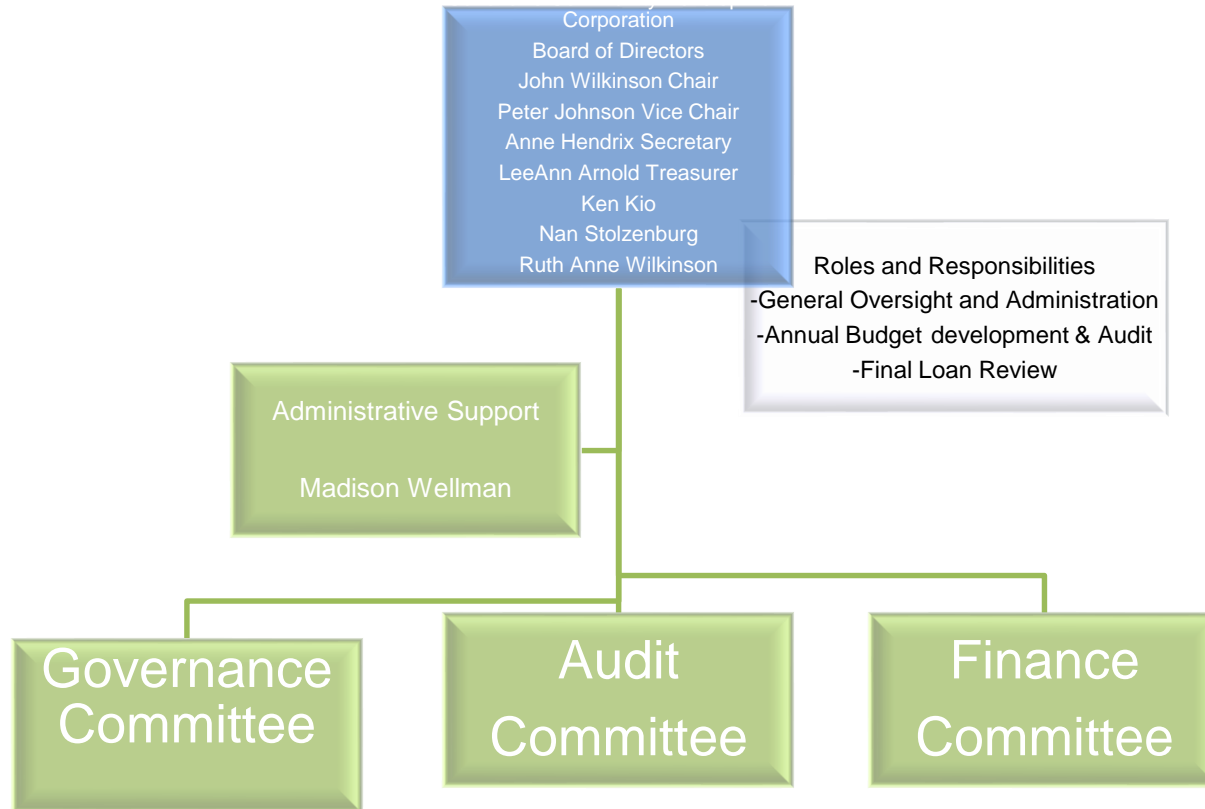 Corporation
Board of Directors
John Wilkinson Chair
Peter Johnson Vice Chair
Anne Hendrix Secretary
LeeAnn Arnold Treasurer
Ken Kio
Nan Stolzenburg
Ruth Anne Wilkinson
Roles and Responsibilities
-General Oversight and Administration
-Annual Budget development & Audit
-Final Loan Review
Administrative Support
Madison Wellman
Governance
Committee
Audit
Committee
Finance
Committee